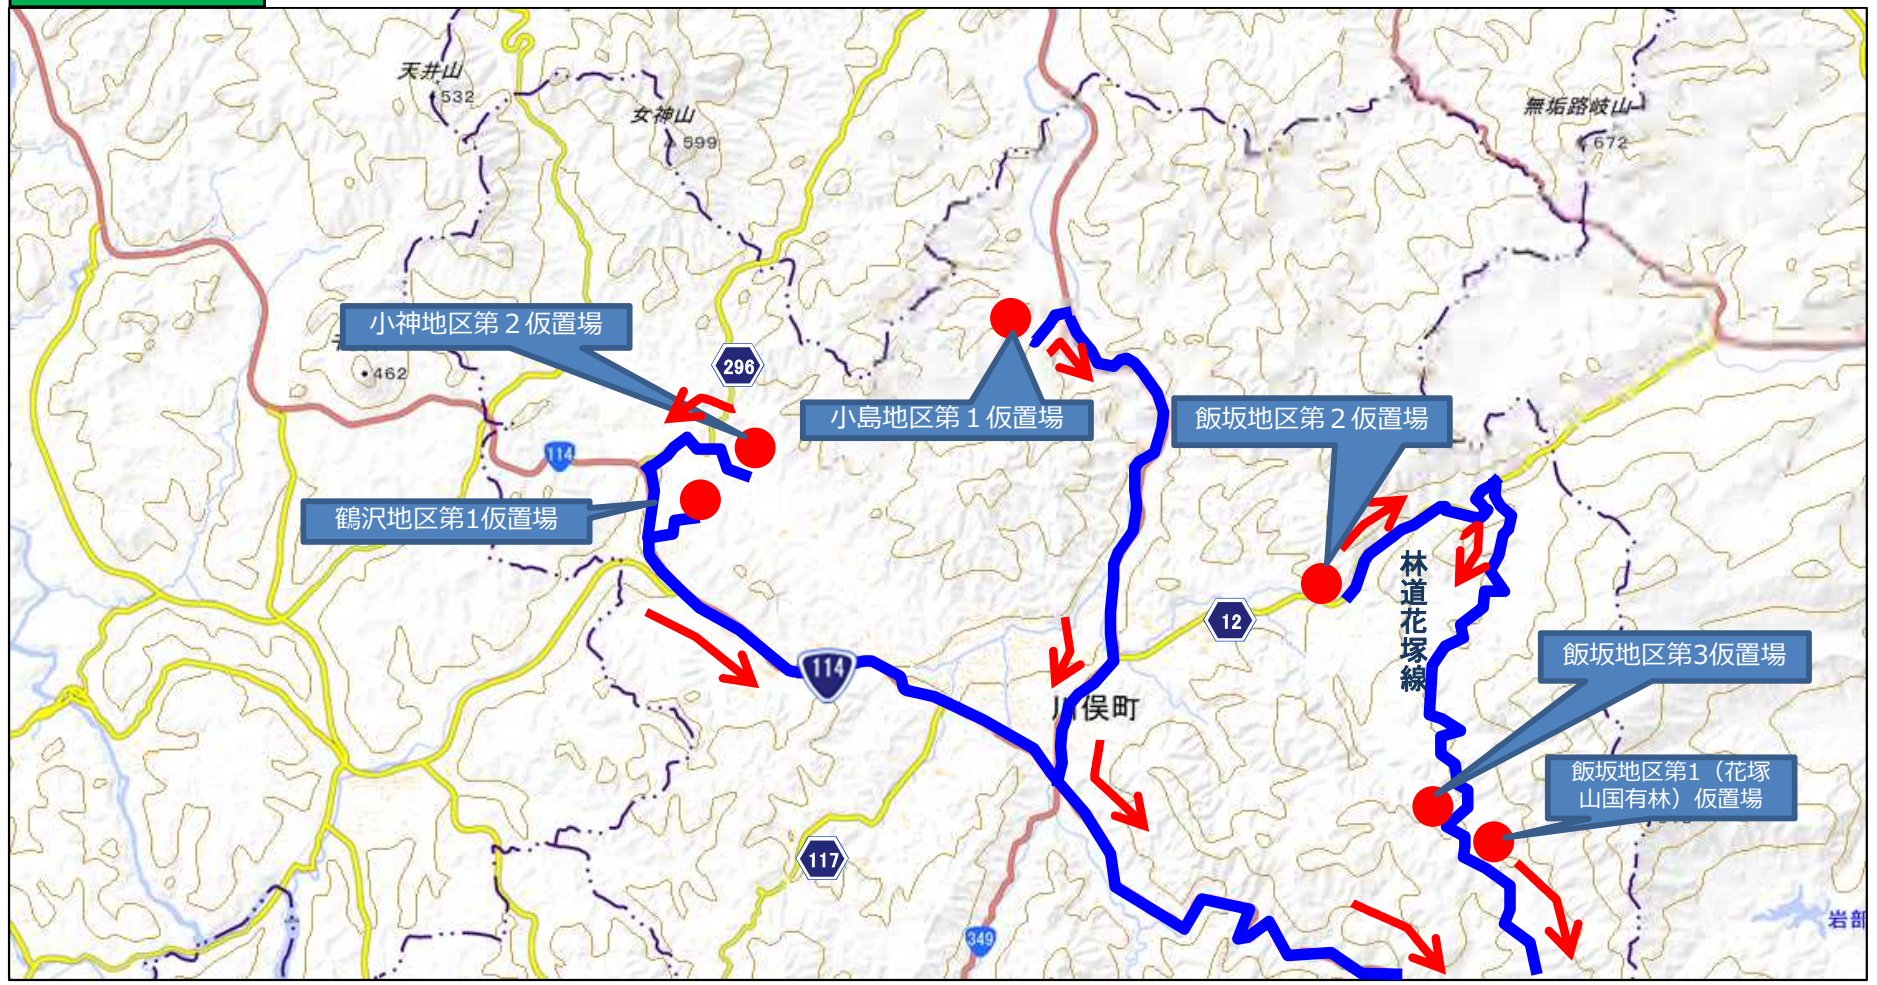 天井山
532
女神山
599
無垢路岐山
672
小神地区第２仮置場
462
296
小島地区第１仮置場
飯坂地区第２仮置場
114
鶴沢地区第1仮置場
林道花塚線
12
飯坂地区第3仮置場
114
川俣町
飯坂地区第1（花塚
山国有林）仮置場
117
349
岩部